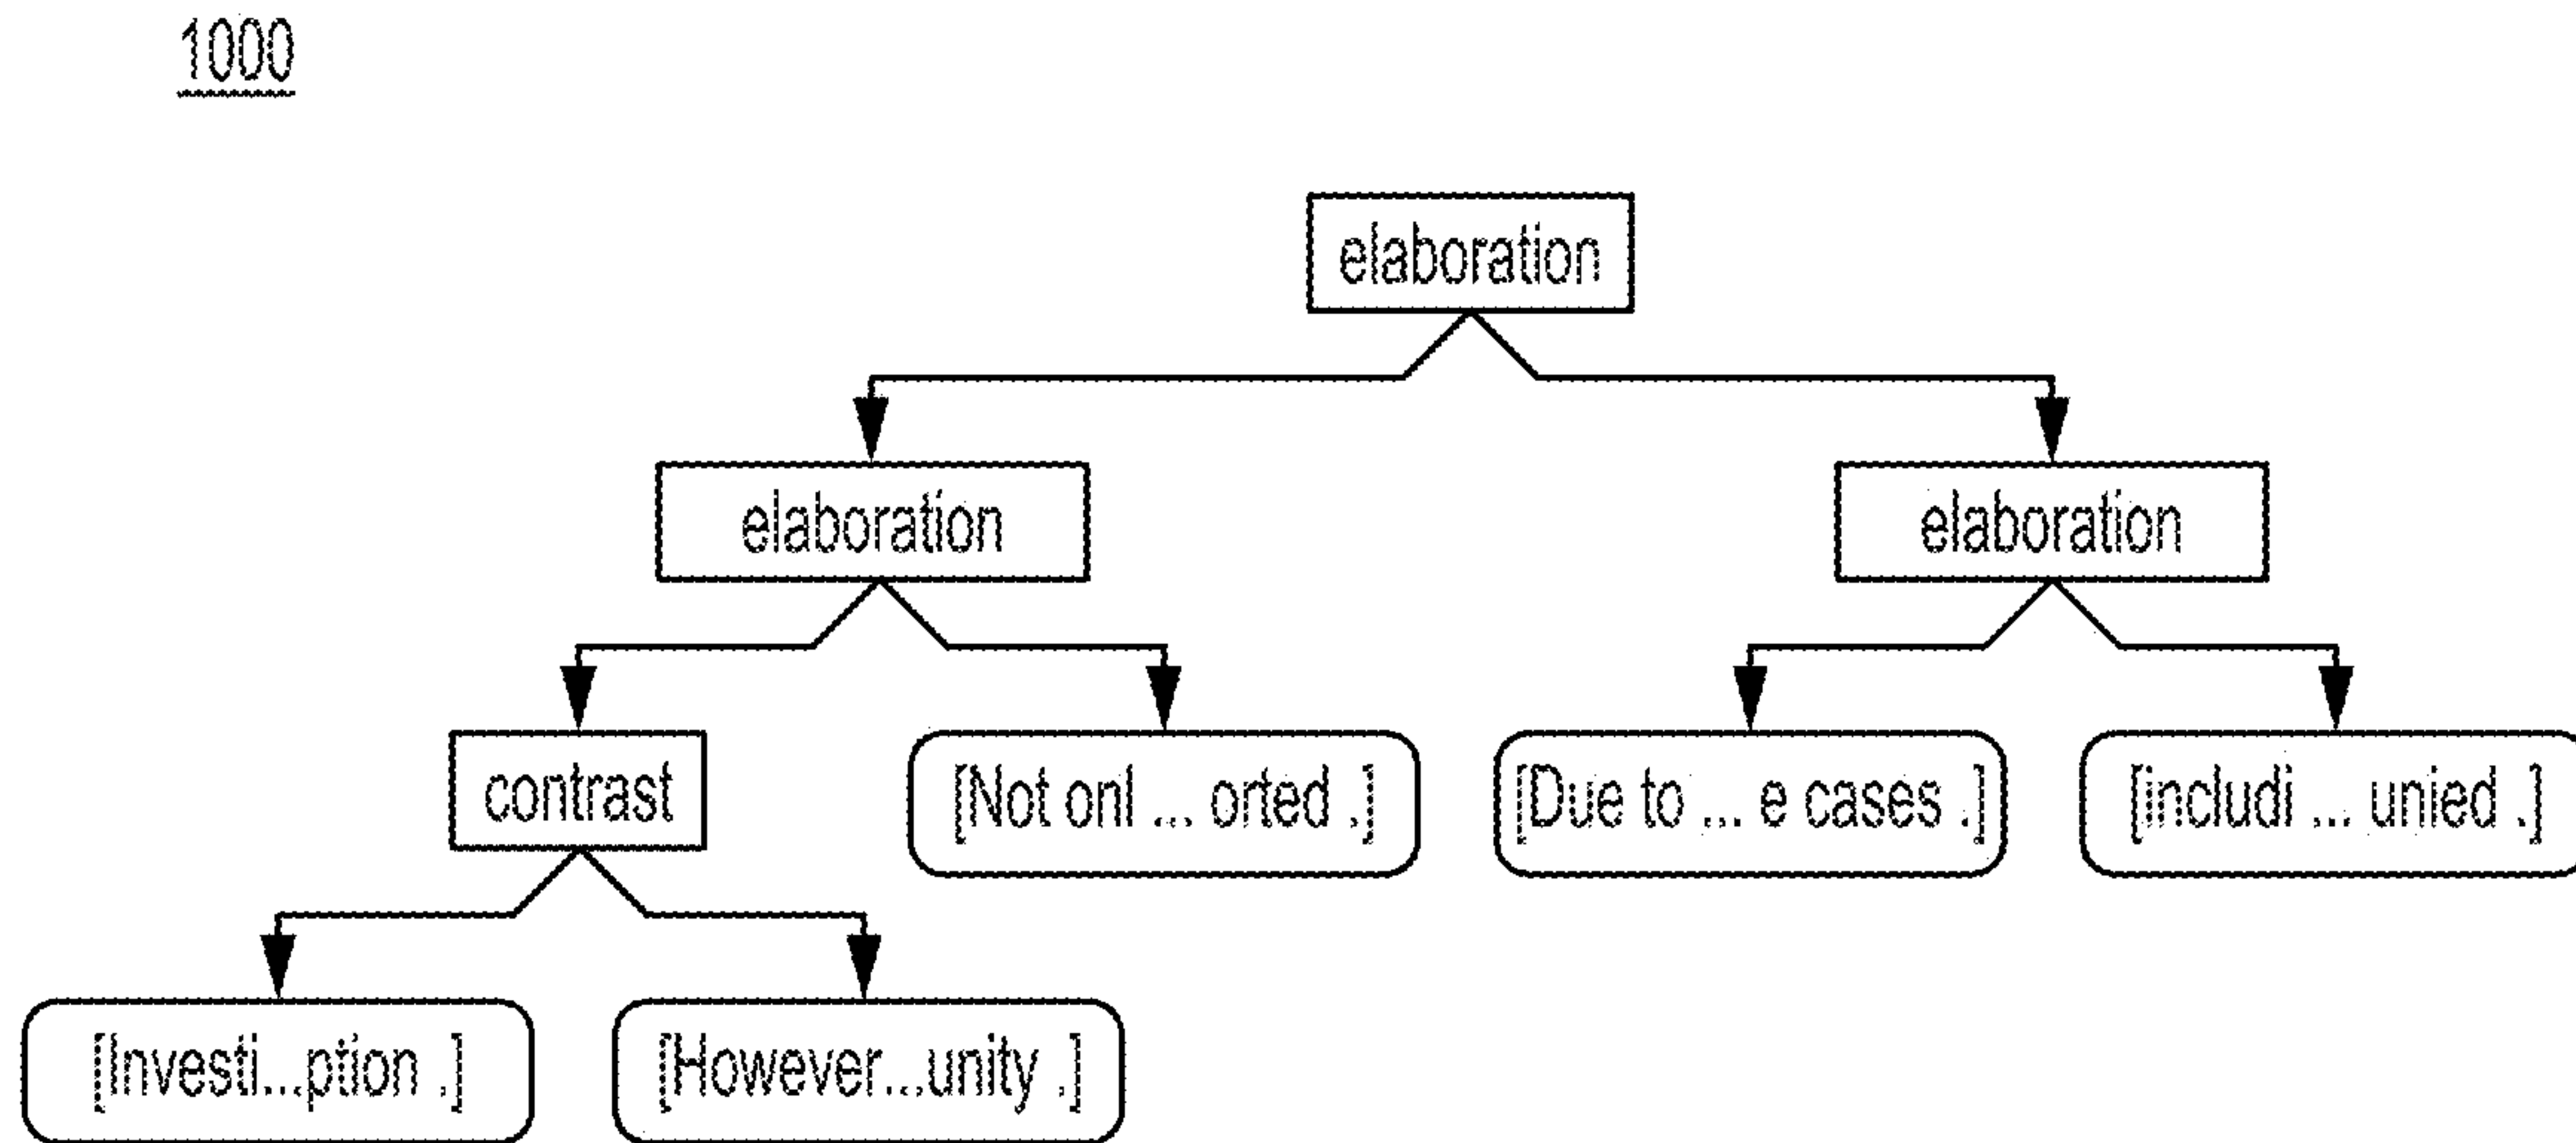 1000
elaboration
elaboration
elaboration
contrast
[Not onl ... orted .]
[Due to ... e cases .]
[includi ... unied .]
[Investi...ption .]
[However...unity .]